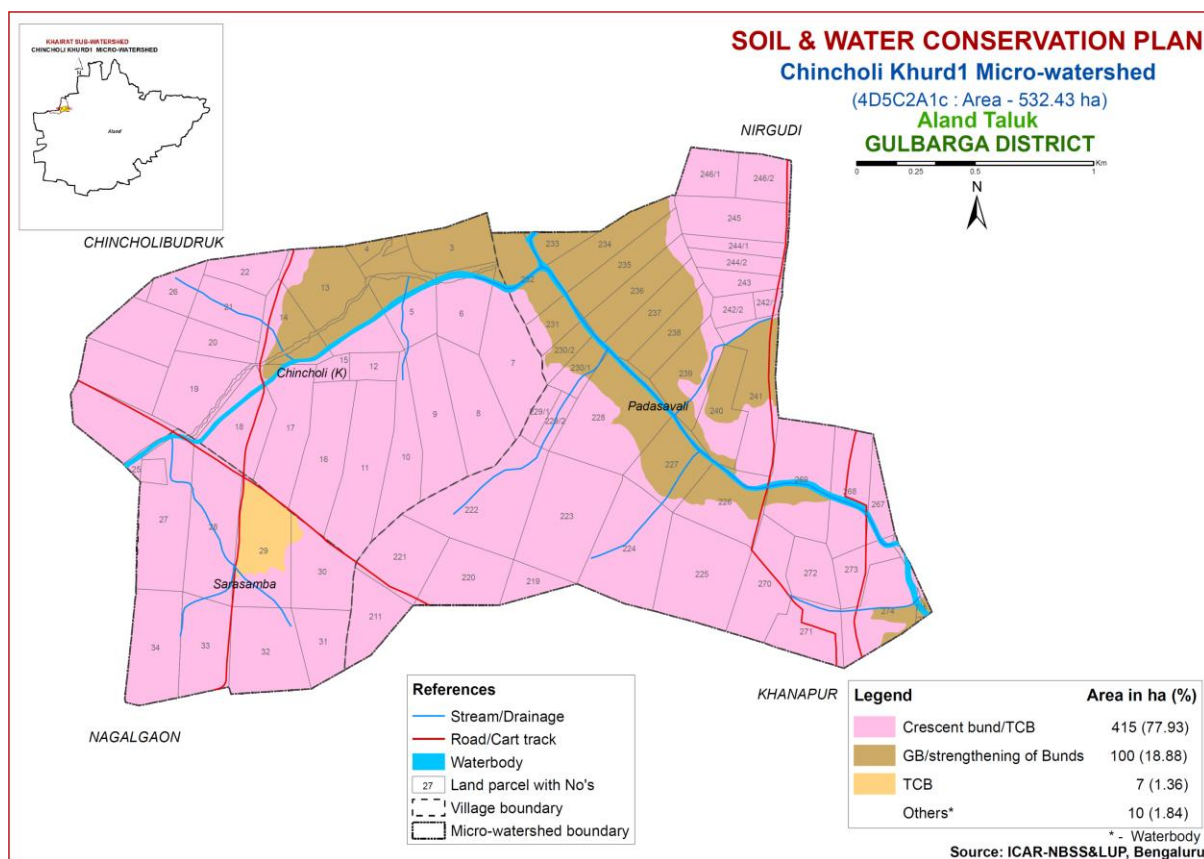 KHAIRAT SUB-WATERSHED
CHINCHOLI KHURD1 MICRO-WATERSHED
Aland
SOIL & WATER CONSERVATION PLAN
Chincholi Khurd1 Micro-watershed
(4D5C2A1c : Area - 532.43 ha)
Aland Taluk
GULBARGA DISTRICT
Km
0 0.25 0.5 1
N
NIRGUDI
CHINCHOLIBUDRUK
246/1 246/2
245
244/1
244/2
243
242/2
233 234
235
236
237
238
239
240 241
231
230/2
230/1
229/1
229/2
228
227
226
4 3
13
14
22
26 21
20
19
5 6
7
15 12
Chincholi (K)
Padasavali
18 17
16 11 10 9 8
25
27 28
29
30
Sarasamba
34 33 32 31
211
222
221
220 219
223
224
225
269 268 267
270 272 273
271
274
NAGALGAON
KHANAPUR
References
Stream/Drainage
Road/Cart track
Waterbody
27 Land parcel with No's
Village boundary
Micro-watershed boundary
Legend Area in ha (%)
Crescent bund/TCB 415 (77.93)
GB/strengthening of Bunds 100 (18.88)
TCB 7 (1.36)
Others* 10 (1.84)
* - Waterbody
Source: ICAR-NBSS&LUP, Bengaluru